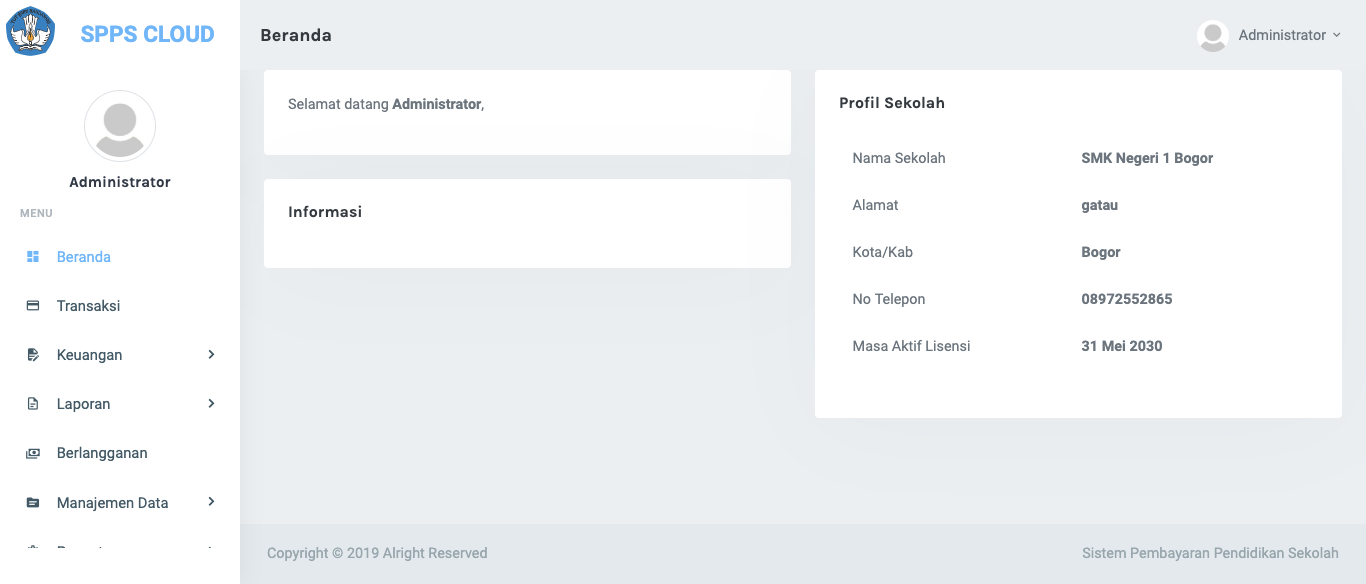 SPPS CLOUD
Administrator
MENU
Beranda
Transaksi
Keuangan
Laporan
Berlangganan
Manajemen Data
Beranda
Administrator
Selamat datang Administrator,
Informasi
Profil Sekolah
Nama Sekolah SMK Negeri 1 Bogor
Alamat gatau
Kota/Kab Bogor
No Telepon 08972552865
Masa Aktif Lisensi 31 Mei 2030
Copyright © 2019 Alright Reserved
Sistem Pembayaran Pendidikan Sekolah